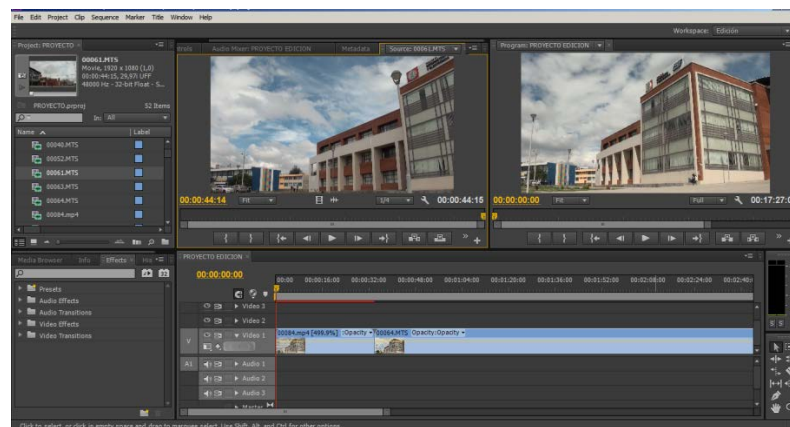 File Edit Project Clip Sequence Marker Title Window Help
Workspace: Edición
Project: PROYECTO
00061.MTS
Movie, 1920 x 1080 (1,0)
00:00:44:15, 29,97i UFF
48000 Hz - 32-bit Float - S...
PROYECTO.prproj 52 Items
In: All
Name Label
00040.MTS
00052.MTS
00061.MTS
00063.MTS
00064.MTS
00084.mp4
trols Audio Mixer: PROYECTO EDICION Metadata Source: 00061.MTS
00:00:44:14 Fit 1/4 00:00:44:15
Program: PROYECTO EDICION
00:00:00:00 Fit Full 00:17:27:0
Media Browser Info Effects His
Presets
Audio Effects
Audio Transitions
Video Effects
Video Transitions
PROYECTO EDICION
00:00:00:00
00:00 00:00:16:00 00:00:32:00 00:00:48:00 00:01:04:00 00:01:20:00 00:01:36:00 00:01:52:00 00:02:08:00 00:02:24:00 00:02:40:
Video 3
Video 2
V Video 1 00084.mp4 [499.9%] :Opacity 00064.MTS Opacity:Opacity
A1 Audio 1
Audio 2
Audio 3
Master
S S
Click to select, or click in empty space and drag to marquee select. Use Shift, Alt, and Ctrl for other options.